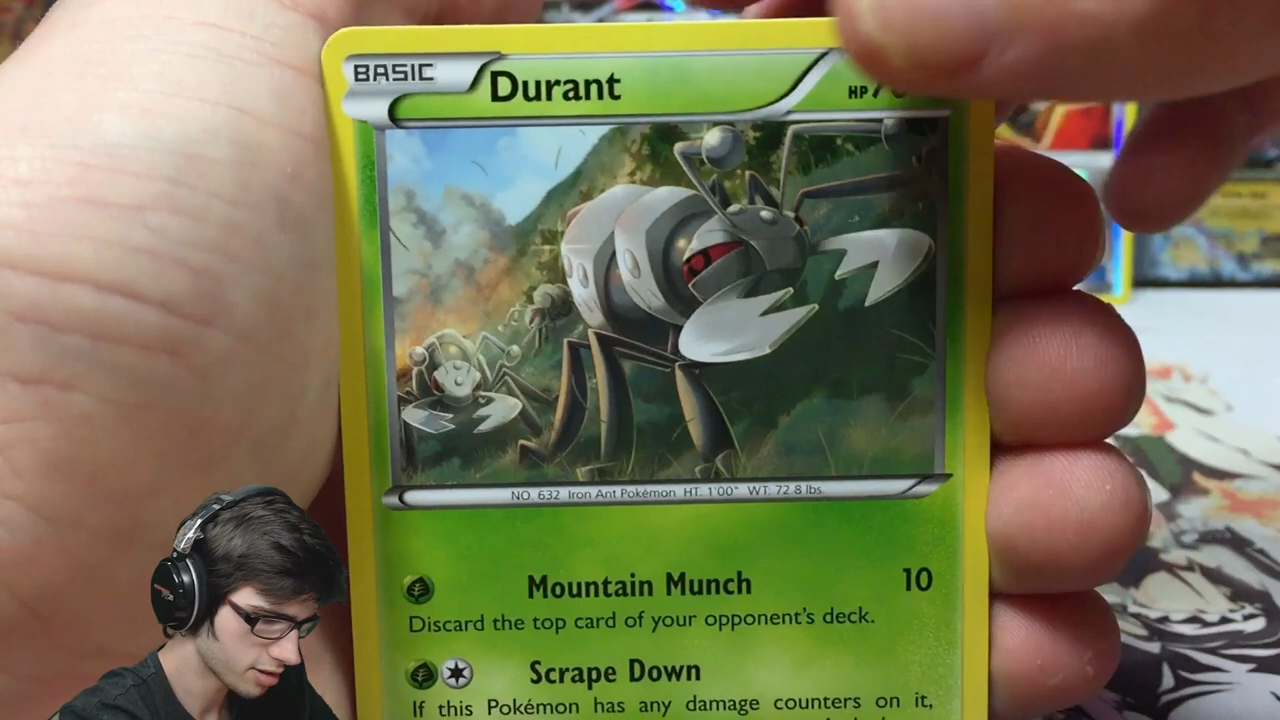 BASIC Durant HP
NO. 632 Iron Ant Pokémon HT. 1'00" WT. 72.8 lbs.
Mountain Munch 10
Discard the top card of your opponent's deck.
Scrape Down
If this Pokémon has any damage counters on it,